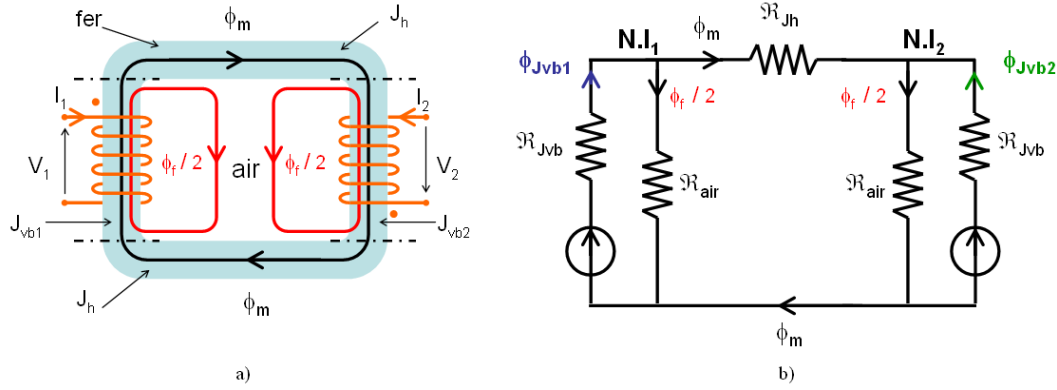 fer
ϕm
Jh
I1
I2
V1
ϕf / 2
air
ϕf / 2
V2
Jvb1
Jvb2
Jh
ϕm
a)
ϕJvb1
N.I1
ϕm
ℜJh
N.I2
ϕJvb2
ϕf / 2
ϕf / 2
ℜJvb
ℜair
ℜair
ℜJvb
ϕm
b)